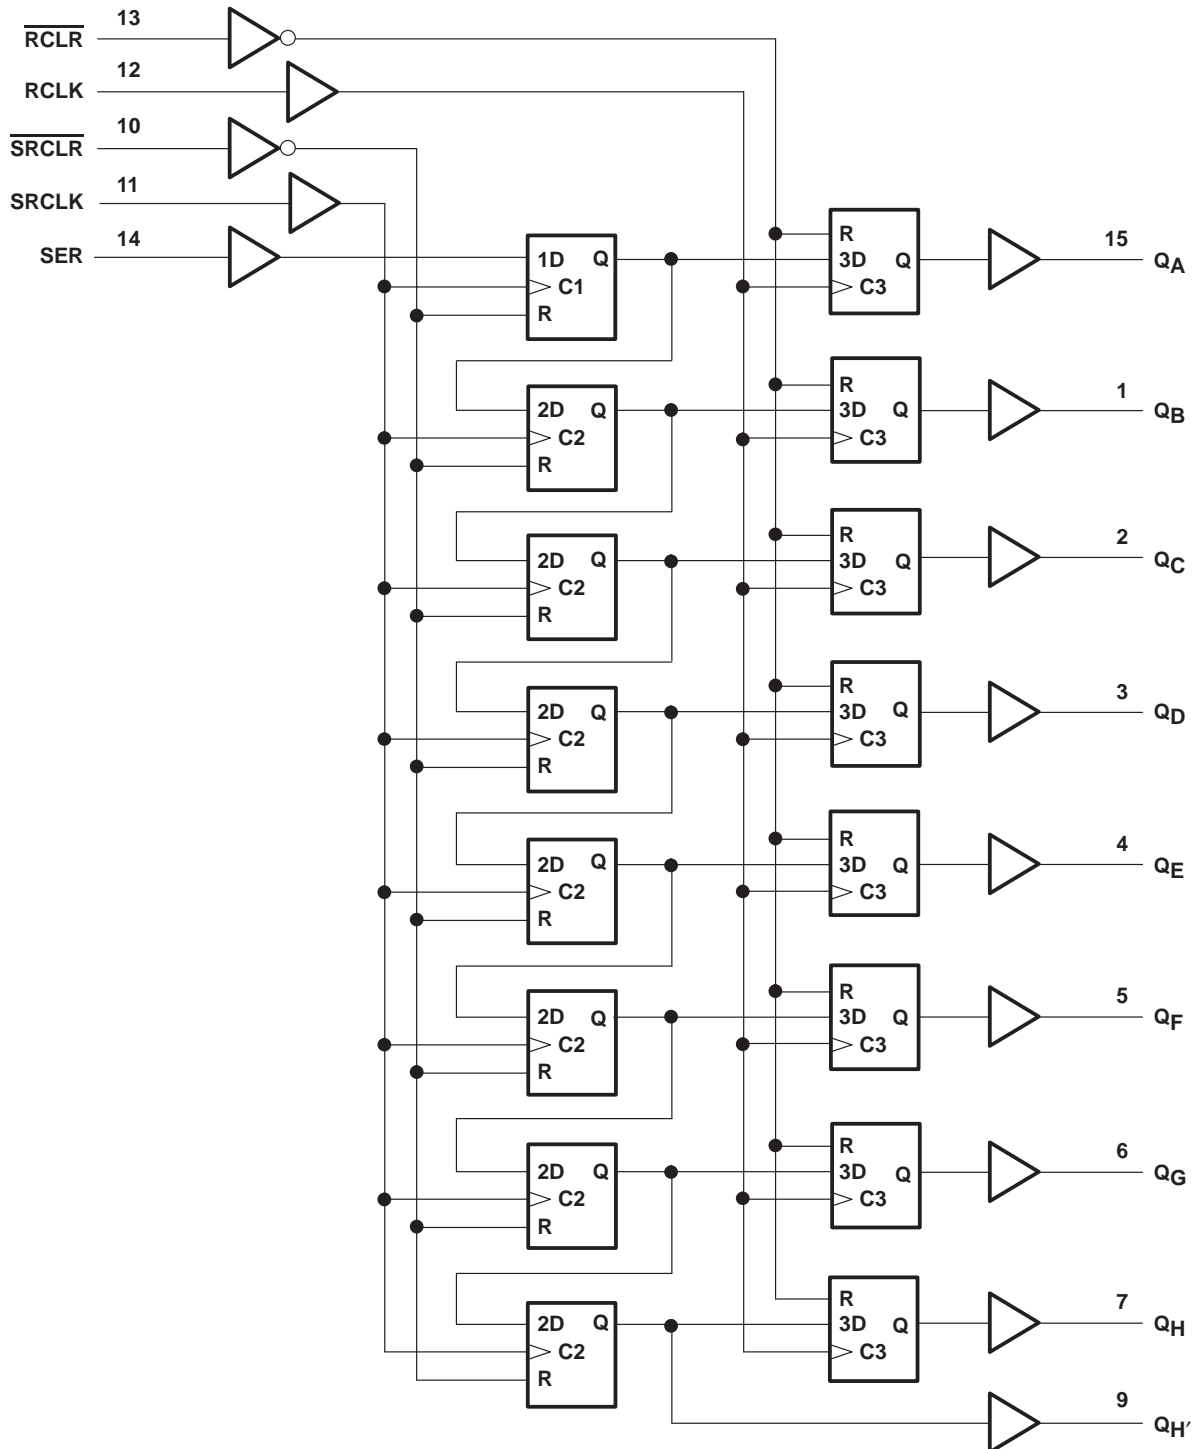 R̅C̅L̅R̅ 13
RCLK 12
S̅R̅C̅L̅R̅ 10
SRCLK 11
SER 14
1D Q
C1
R
R
3D Q
C3
15 QA
2D Q
C2
R
R
3D Q
C3
1 QB
2D Q
C2
R
R
3D Q
C3
2 QC
2D Q
C2
R
R
3D Q
C3
3 QD
2D Q
C2
R
R
3D Q
C3
4 QE
2D Q
C2
R
R
3D Q
C3
5 QF
2D Q
C2
R
R
3D Q
C3
6 QG
2D Q
C2
R
R
3D Q
C3
7 QH
9 QH′